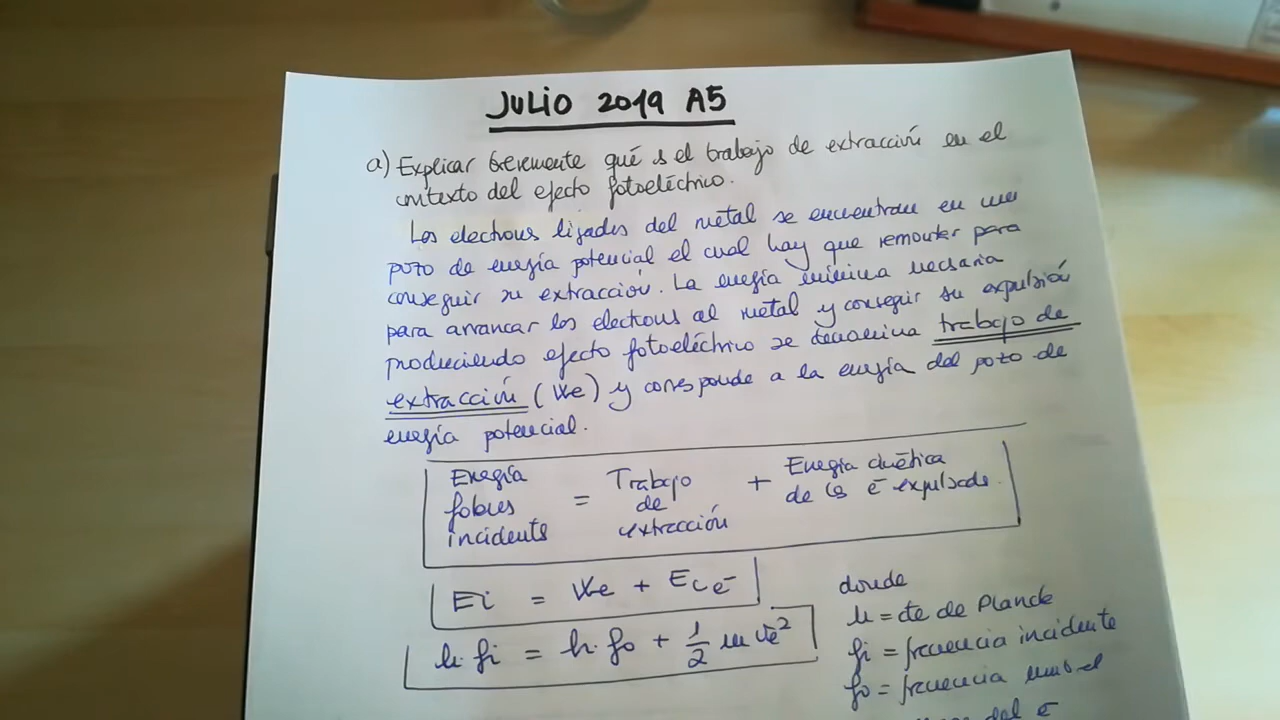 JULIO 2019 A5
a) Explicar brevemente qué es el trabajo de extracción en el
contexto del efecto fotoeléctrico.
Los electrones ligados del metal se encuentran en un
pozo de energía potencial el cual hay que remontar para
conseguir su extracción. La energía mínima necesaria
para arrancar los electrones al metal y conseguir su expulsión
produciendo efecto fotoeléctrico se denomina trabajo de
extracción (We) y corresponde a la energía del pozo de
energía potencial.
Energía fotones incidentes = Trabajo de extracción + Energía cinética de los e⁻ expulsados.
Ei = We + Ec e⁻
h·fi = h·fo + 1/2 m ve²
donde
h = cte de Planck
fi = frecuencia incidente
fo = frecuencia umbral
del e⁻